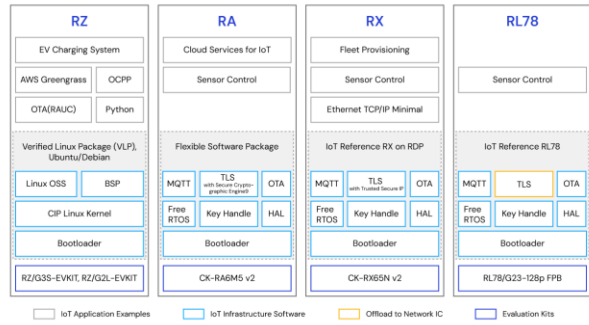 RZ
EV Charging System
AWS Greengrass
OCPP
OTA(RAUC)
Python
Verified Linux Package (VLP),
Ubuntu/Debian
Linux OSS
BSP
CIP Linux Kernel
Bootloader
RZ/G3S-EVKIT, RZ/G2L-EVKIT
RA
Cloud Services for IoT
Sensor Control
Flexible Software Package
MQTT
TLS
with Secure Crypto-
graphic Engine9
OTA
Free
RTOS
Key Handle
HAL
Bootloader
CK-RA6M5 v2
RX
Fleet Provisioning
Sensor Control
Ethernet TCP/IP Minimal
IoT Reference RX on RDP
MQTT
TLS
with Trusted Secure IP
OTA
Free
RTOS
Key Handle
HAL
Bootloader
CK-RX65N v2
RL78
Sensor Control
IoT Reference RL78
MQTT
TLS
OTA
Free
RTOS
Key Handle
HAL
Bootloader
RL78/G23-128p FPB
IoT Application Examples
IoT Infrastructure Software
Offload to Network IC
Evaluation Kits